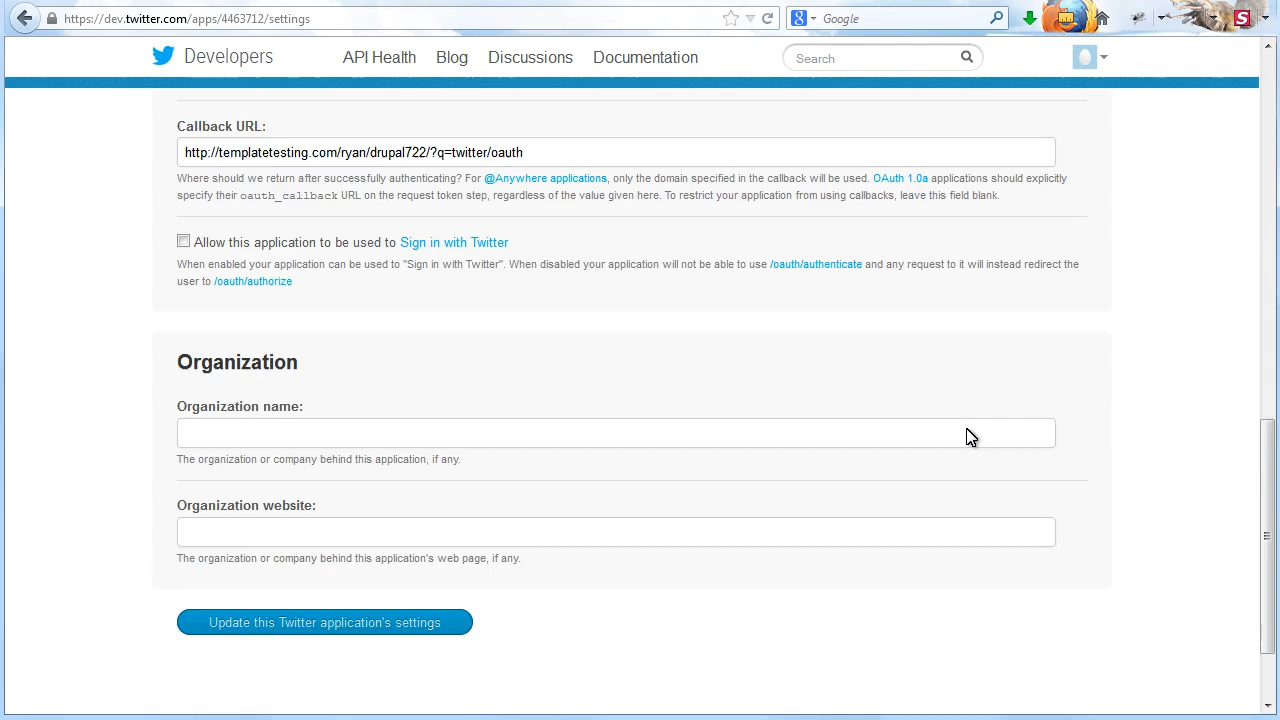 https://dev.twitter.com/apps/4463712/settings
Google
Developers
API Health
Blog
Discussions
Documentation
Search
Callback URL:
http://templatetesting.com/ryan/drupal722/?q=twitter/oauth
Where should we return after successfully authenticating? For @Anywhere applications, only the domain specified in the callback will be used. OAuth 1.0a applications should explicitly
specify their oauth_callback URL on the request token step, regardless of the value given here. To restrict your application from using callbacks, leave this field blank.
Allow this application to be used to Sign in with Twitter
When enabled your application can be used to "Sign in with Twitter". When disabled your application will not be able to use /oauth/authenticate and any request to it will instead redirect the
user to /oauth/authorize
Organization
Organization name:
The organization or company behind this application, if any.
Organization website:
The organization or company behind this application's web page, if any.
Update this Twitter application's settings